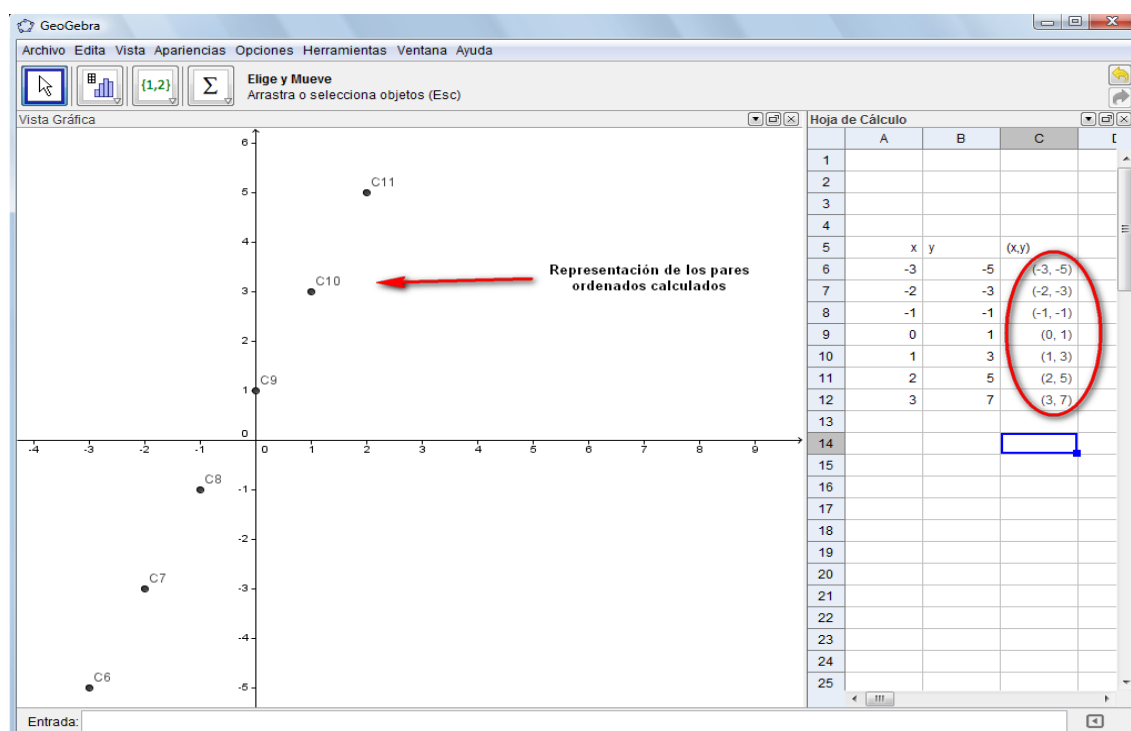 GeoGebra
Archivo Edita Vista Apariencias Opciones Herramientas Ventana Ayuda
{1,2}
Σ
Elige y Mueve
Arrastra o selecciona objetos (Esc)
Vista Gráfica
Hoja de Cálculo
6
5
4
3
2
1
0
-1
-2
-3
-4
-5
-4 -3 -2 -1 0 1 2 3 4 5 6 7 8 9
C11
C10
C9
C8
C7
C6
Representación de los pares
ordenados calculados
A B C
1
2
3
4
5 x y (x,y)
6 -3 -5 (-3, -5)
7 -2 -3 (-2, -3)
8 -1 -1 (-1, -1)
9 0 1 (0, 1)
10 1 3 (1, 3)
11 2 5 (2, 5)
12 3 7 (3, 7)
13
14
15
16
17
18
19
20
21
22
23
24
25
Entrada: